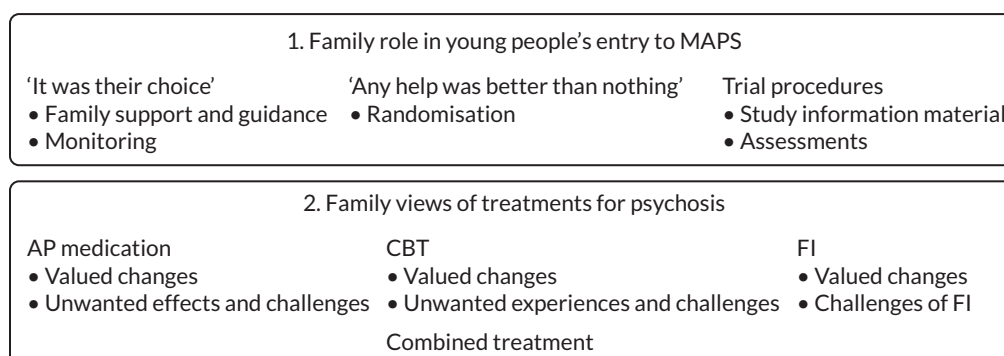 1. Family role in young people’s entry to MAPS
‘It was their choice’
• Family support and guidance
• Monitoring
‘Any help was better than nothing’
• Randomisation
Trial procedures
• Study information material
• Assessments
2. Family views of treatments for psychosis
AP medication
• Valued changes
• Unwanted effects and challenges
CBT
• Valued changes
• Unwanted experiences and challenges
FI
• Valued changes
• Challenges of FI
Combined treatment